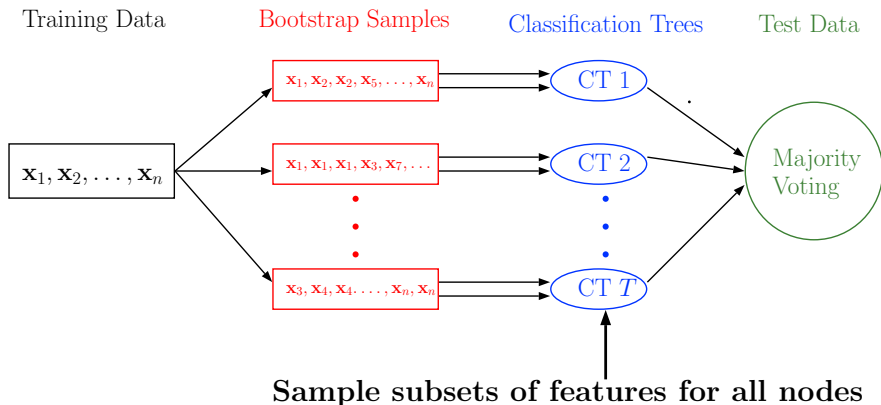 Training Data
Bootstrap Samples
Classification Trees
Test Data
x₁, x₂, x₂, x₅, . . . , xₙ
CT 1
x₁, x₂, . . . , xₙ
x₁, x₁, x₁, x₃, x₇, . . .
CT 2
Majority
Voting
x₃, x₄, x₄. . . . , xₙ, xₙ
CT T
Sample subsets of features for all nodes